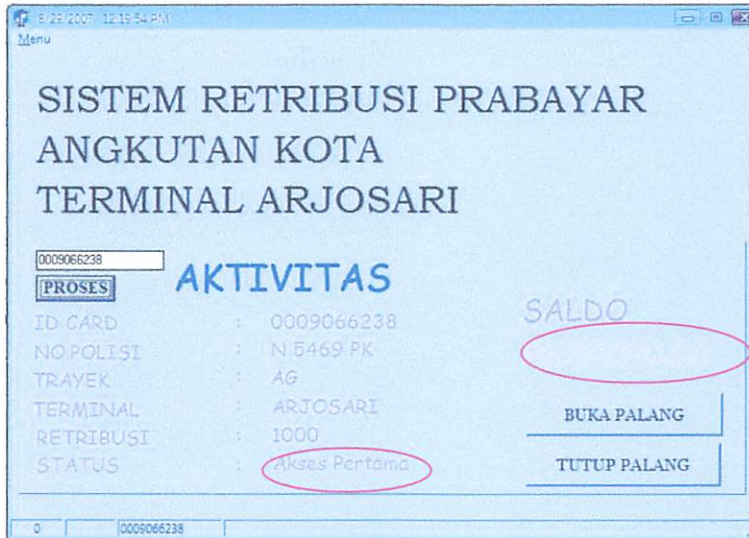 8/29/2007 12:19:54 PM
Menu
SISTEM RETRIBUSI PRABAYAR
ANGKUTAN KOTA
TERMINAL ARJOSARI
0009066238
PROSES
AKTIVITAS
SALDO
ID CARD : 0009066238
NO.POLISI : N 5469 PK
TRAYEK : AG
TERMINAL : ARJOSARI
RETRIBUSI : 1000
STATUS : Akses Pertama
BUKA PALANG
TUTUP PALANG
0 0009066238